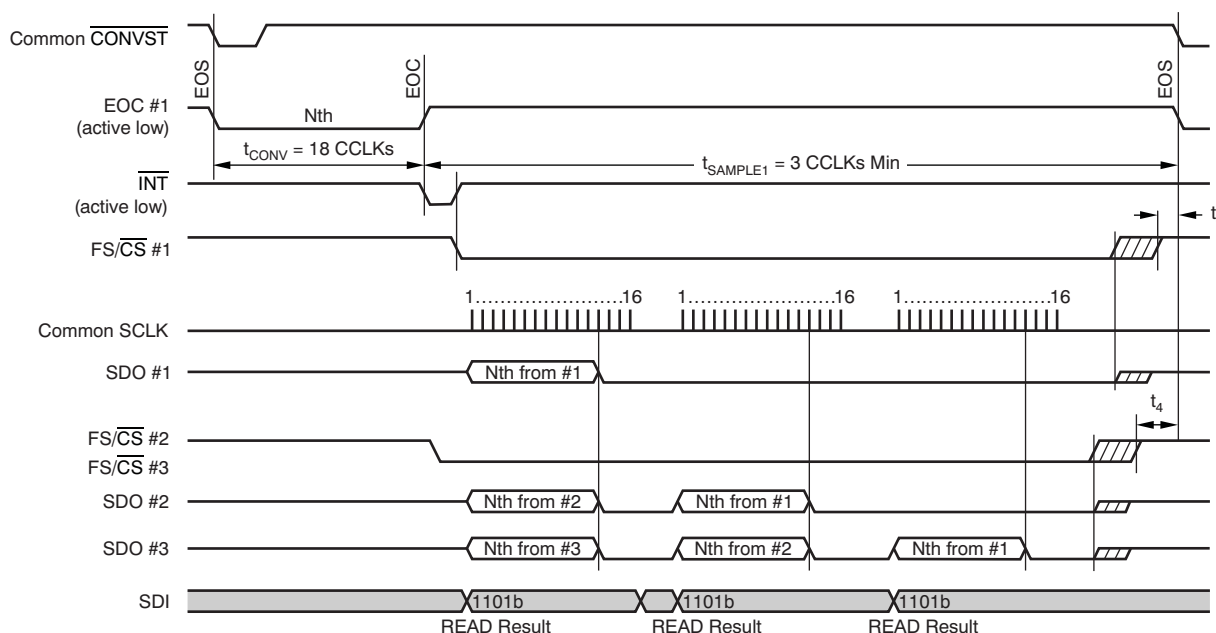 Common CONVST
EOS
EOC
EOS
EOC #1
(active low)
Nth
tCONV = 18 CCLKs
tSAMPLE1 = 3 CCLKs Min
INT
(active low)
t
FS/CS #1
1.......................16
1.......................16
1.......................16
Common SCLK
SDO #1
Nth from #1
t4
FS/CS #2
FS/CS #3
SDO #2
Nth from #2
Nth from #1
SDO #3
Nth from #3
Nth from #2
Nth from #1
SDI
1101b
1101b
1101b
READ Result
READ Result
READ Result